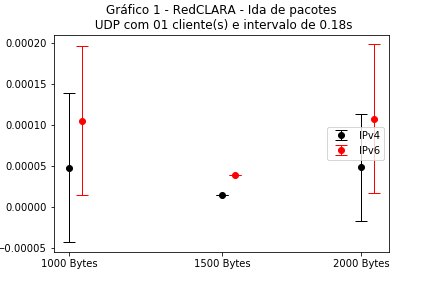 Gráfico 1 - RedCLARA - Ida de pacotes
UDP com 01 cliente(s) e intervalo de 0.18s
0.00020
0.00015
0.00010
0.00005
0.00000
−0.00005
IPv4
IPv6
1000 Bytes
1500 Bytes
2000 Bytes